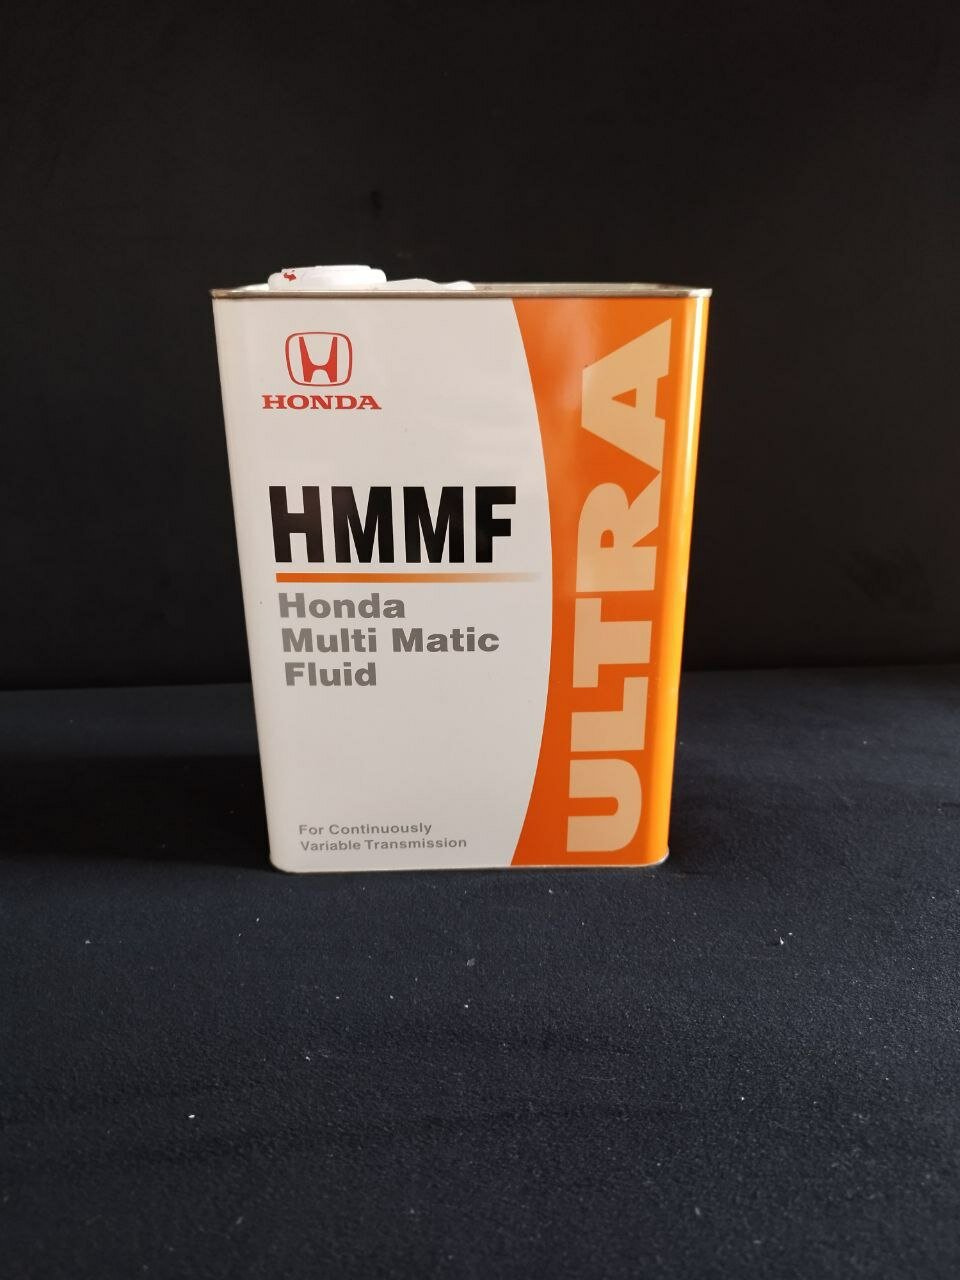 HONDA
HMMF
Honda
Multi Matic
Fluid
For Continuously
Variable Transmission
ULTRA